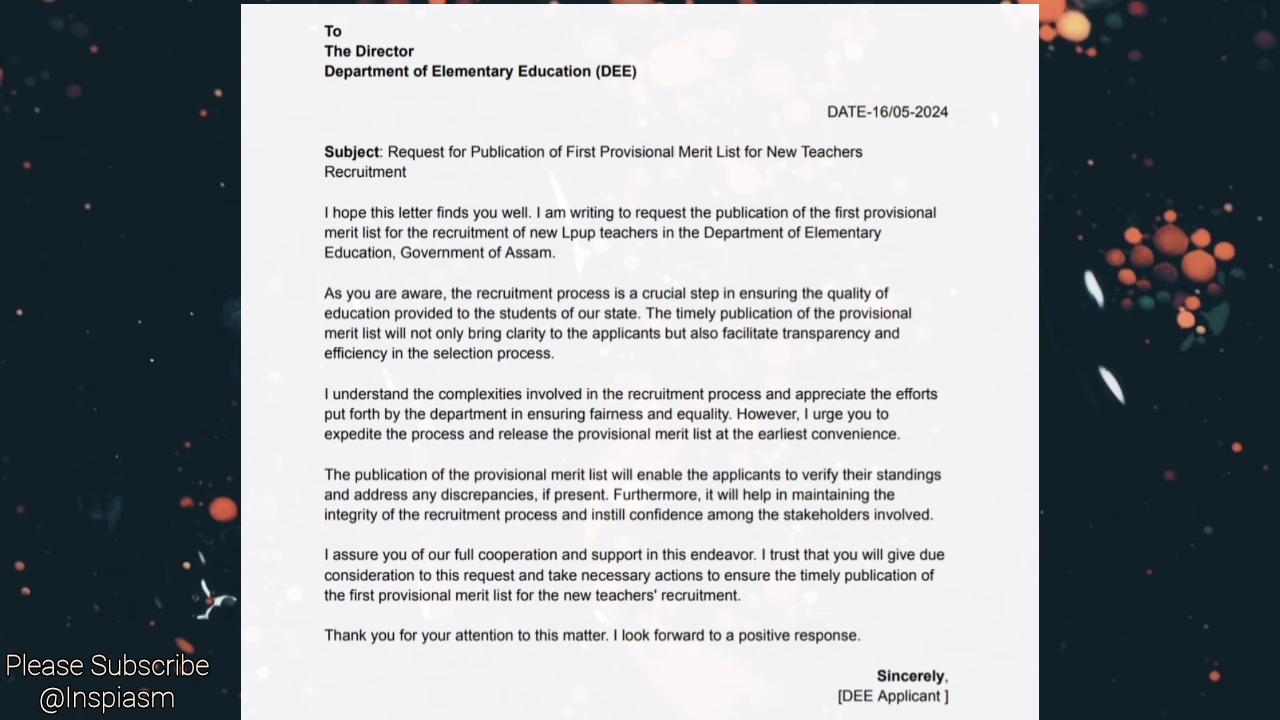 To
The Director
Department of Elementary Education (DEE)
DATE-16/05-2024
Subject: Request for Publication of First Provisional Merit List for New Teachers
Recruitment
I hope this letter finds you well. I am writing to request the publication of the first provisional
merit list for the recruitment of new Lpup teachers in the Department of Elementary
Education, Government of Assam.
As you are aware, the recruitment process is a crucial step in ensuring the quality of
education provided to the students of our state. The timely publication of the provisional
merit list will not only bring clarity to the applicants but also facilitate transparency and
efficiency in the selection process.
I understand the complexities involved in the recruitment process and appreciate the efforts
put forth by the department in ensuring fairness and equality. However, I urge you to
expedite the process and release the provisional merit list at the earliest convenience.
The publication of the provisional merit list will enable the applicants to verify their standings
and address any discrepancies, if present. Furthermore, it will help in maintaining the
integrity of the recruitment process and instill confidence among the stakeholders involved.
I assure you of our full cooperation and support in this endeavor. I trust that you will give due
consideration to this request and take necessary actions to ensure the timely publication of
the first provisional merit list for the new teachers' recruitment.
Thank you for your attention to this matter. I look forward to a positive response.
Sincerely,
[DEE Applicant ]
Please Subscribe
@Inspiasm